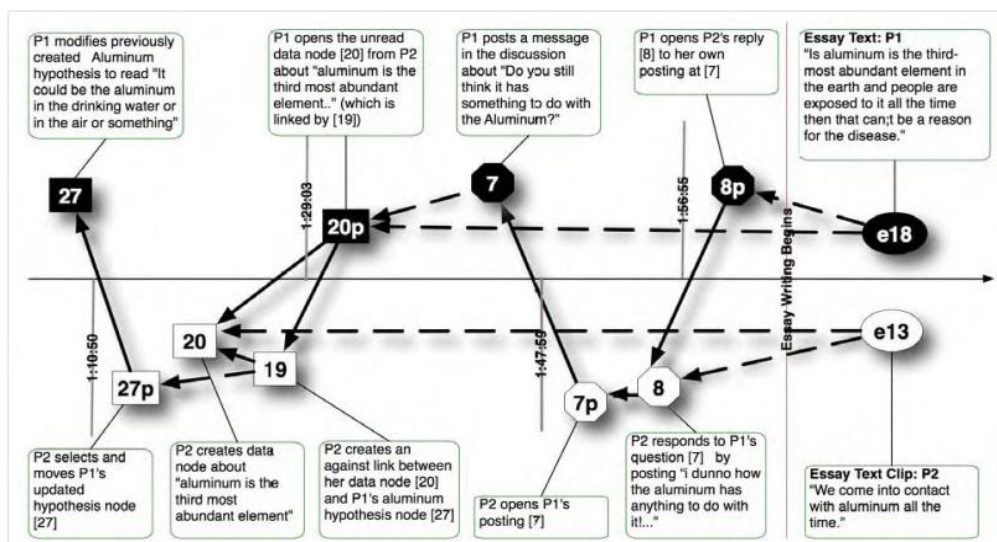 P1 modifies previously
created Aluminum
hypothesis to read "It
could be the aluminum
in the drinking water or
in the air or something"
P1 opens the unread
data node [20] from P2
about "aluminum is the
third most abundant
element.." (which is
linked by [19])
P1 posts a message
in the discussion
about "Do you still
think it has
something to do with
the Aluminum?"
P1 opens P2's reply
[8] to her own
posting at [7]
Essay Text: P1
"Is aluminum is the third-
most abundant element in
the earth and people are
exposed to it all the time
then that can;t be a reason
for the disease."
27
1:29:03
20p
7
1:56:55
8p
Essay Writing Begins
e18
1:10:50
27p
20
19
1:47:59
7p
8
e13
P2 selects and
moves P1's
updated
hypothesis node
[27]
P2 creates data
node about
"aluminum is the
third most
abundant element"
P2 creates an
against link between
her data node [20]
and P1's aluminum
hypothesis node [27]
P2 opens P1's
posting [7]
P2 responds to P1's
question [7] by
posting "i dunno how
the aluminum has
anything to do with
it!..."
Essay Text Clip: P2
"We come into contact
with aluminum all the
time."